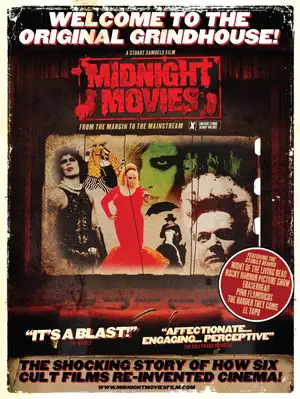 WELCOME TO THE
ORIGINAL GRINDHOUSE!
A STUART SAMUELS FILM
MIDNIGHT
MOVIES
FROM THE MARGIN TO THE MAINSTREAM
X
FEATURING THE
STORIES BEHIND
NIGHT OF THE LIVING DEAD
ROCKY HORROR PICTURE SHOW
ERASERHEAD
PINK FLAMINGOS
THE HARDER THEY COME
EL TOPO
"IT'S A BLAST!"
"AFFECTIONATE...
ENGAGING... PERCEPTIVE"
THE HOLLYWOOD REPORTER
THE SHOCKING STORY OF HOW SIX
CULT FILMS RE-INVENTED CINEMA!
WWW.MIDNIGHTMOVIESFILM.COM